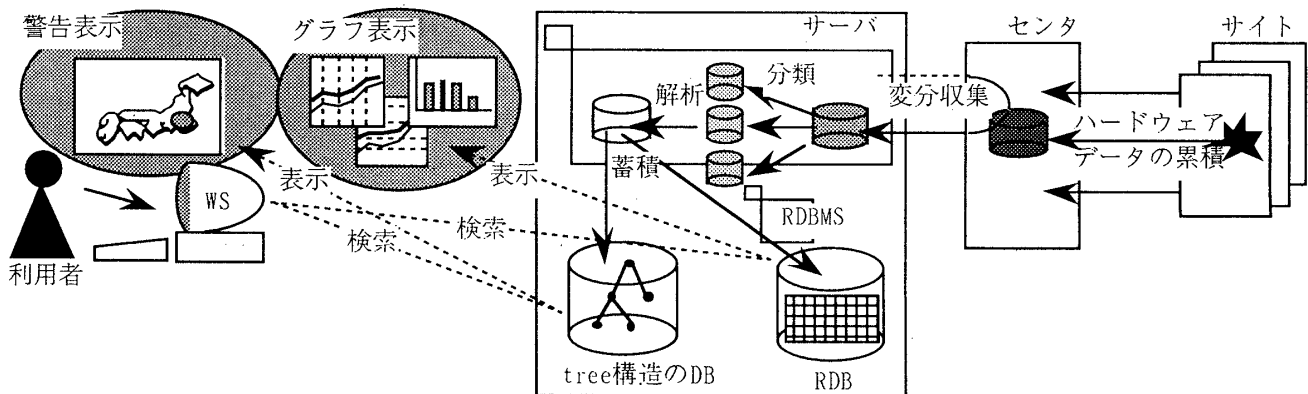 警告表示
グラフ表示
サーバ
センタ
サイト
分類
解析
変分収集
ハードウェア
データの累積
蓄積
表示
表示
WS
RDBMS
検索
検索
利用者
tree構造のDB
RDB